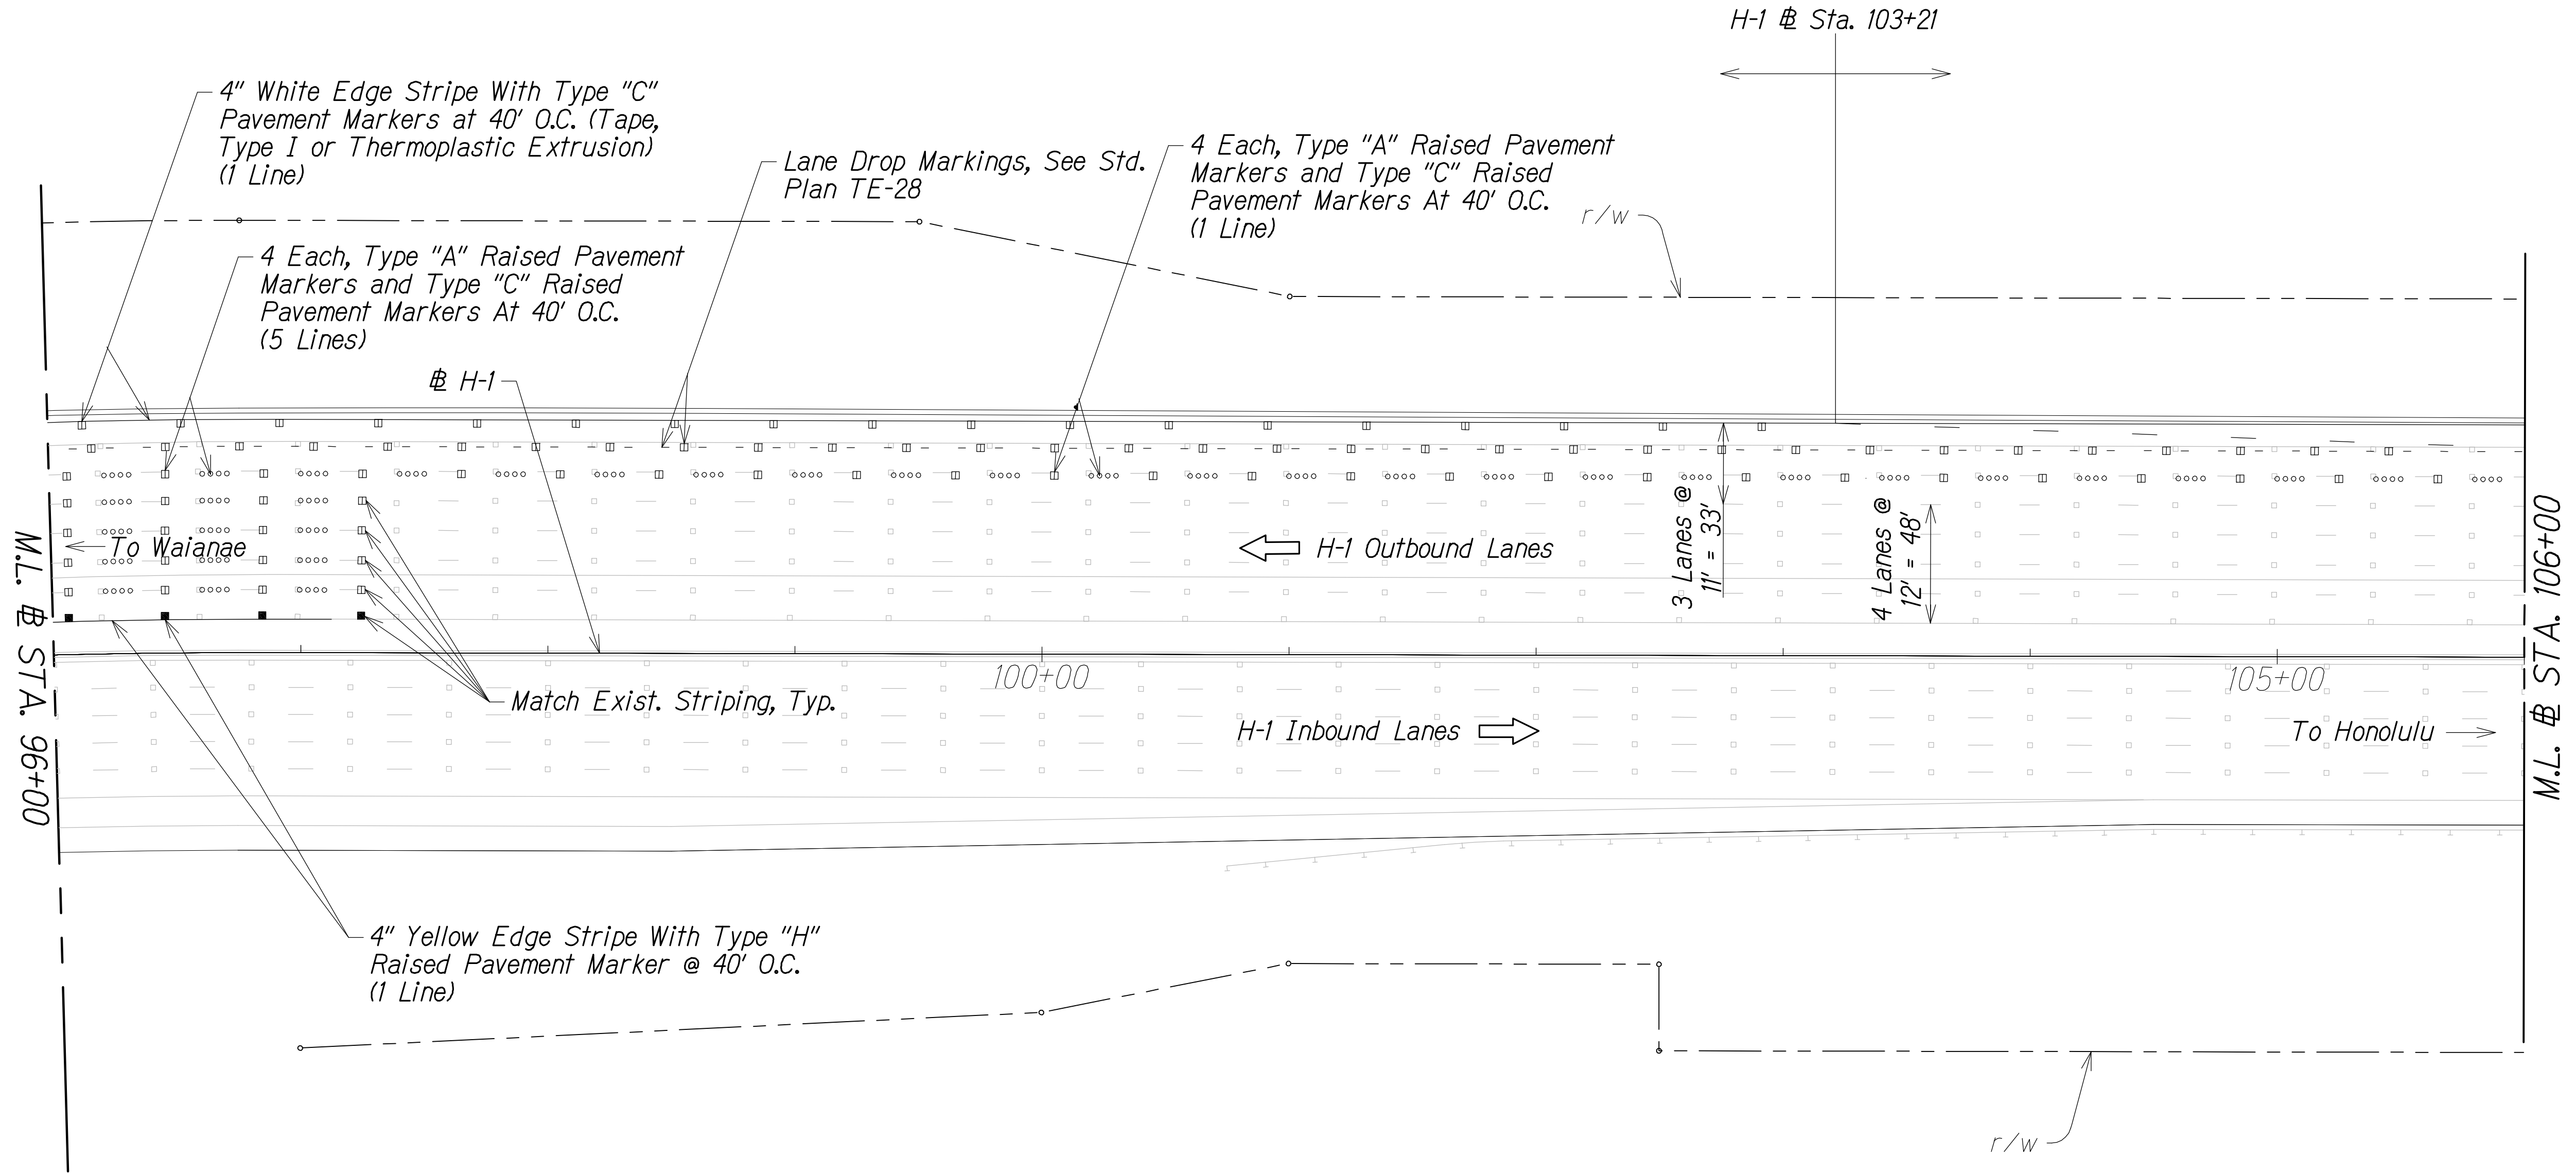 H-1 ℄ Sta. 103+21
4" White Edge Stripe With Type "C"
Pavement Markers at 40' O.C. (Tape,
Type I or Thermoplastic Extrusion)
(1 Line)
Lane Drop Markings, See Std.
Plan TE-28
4 Each, Type "A" Raised Pavement
Markers and Type "C" Raised
Pavement Markers At 40' O.C.
(1 Line)
r/w
4 Each, Type "A" Raised Pavement
Markers and Type "C" Raised
Pavement Markers At 40' O.C.
(5 Lines)
BL H-1
To Waianae
H-1 Outbound Lanes
3 Lanes @
11' = 33'
4 Lanes @
12' = 48'
M.L. BL STA. 96+00
M.L. BL STA. 106+00
100+00
105+00
Match Exist. Striping, Typ.
H-1 Inbound Lanes
To Honolulu
4" Yellow Edge Stripe With Type "H"
Raised Pavement Marker @ 40' O.C.
(1 Line)
r/w